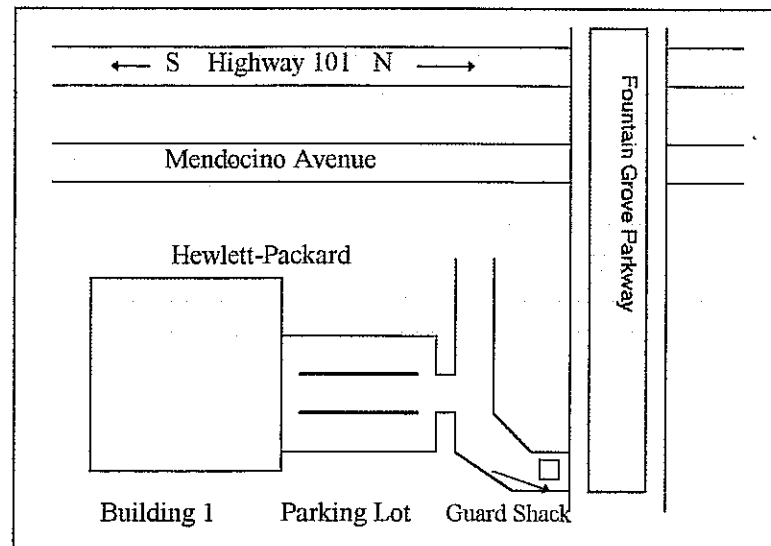 S Highway 101 N
Fountain Grove Parkway
Mendocino Avenue
Hewlett-Packard
Building 1 Parking Lot Guard Shack